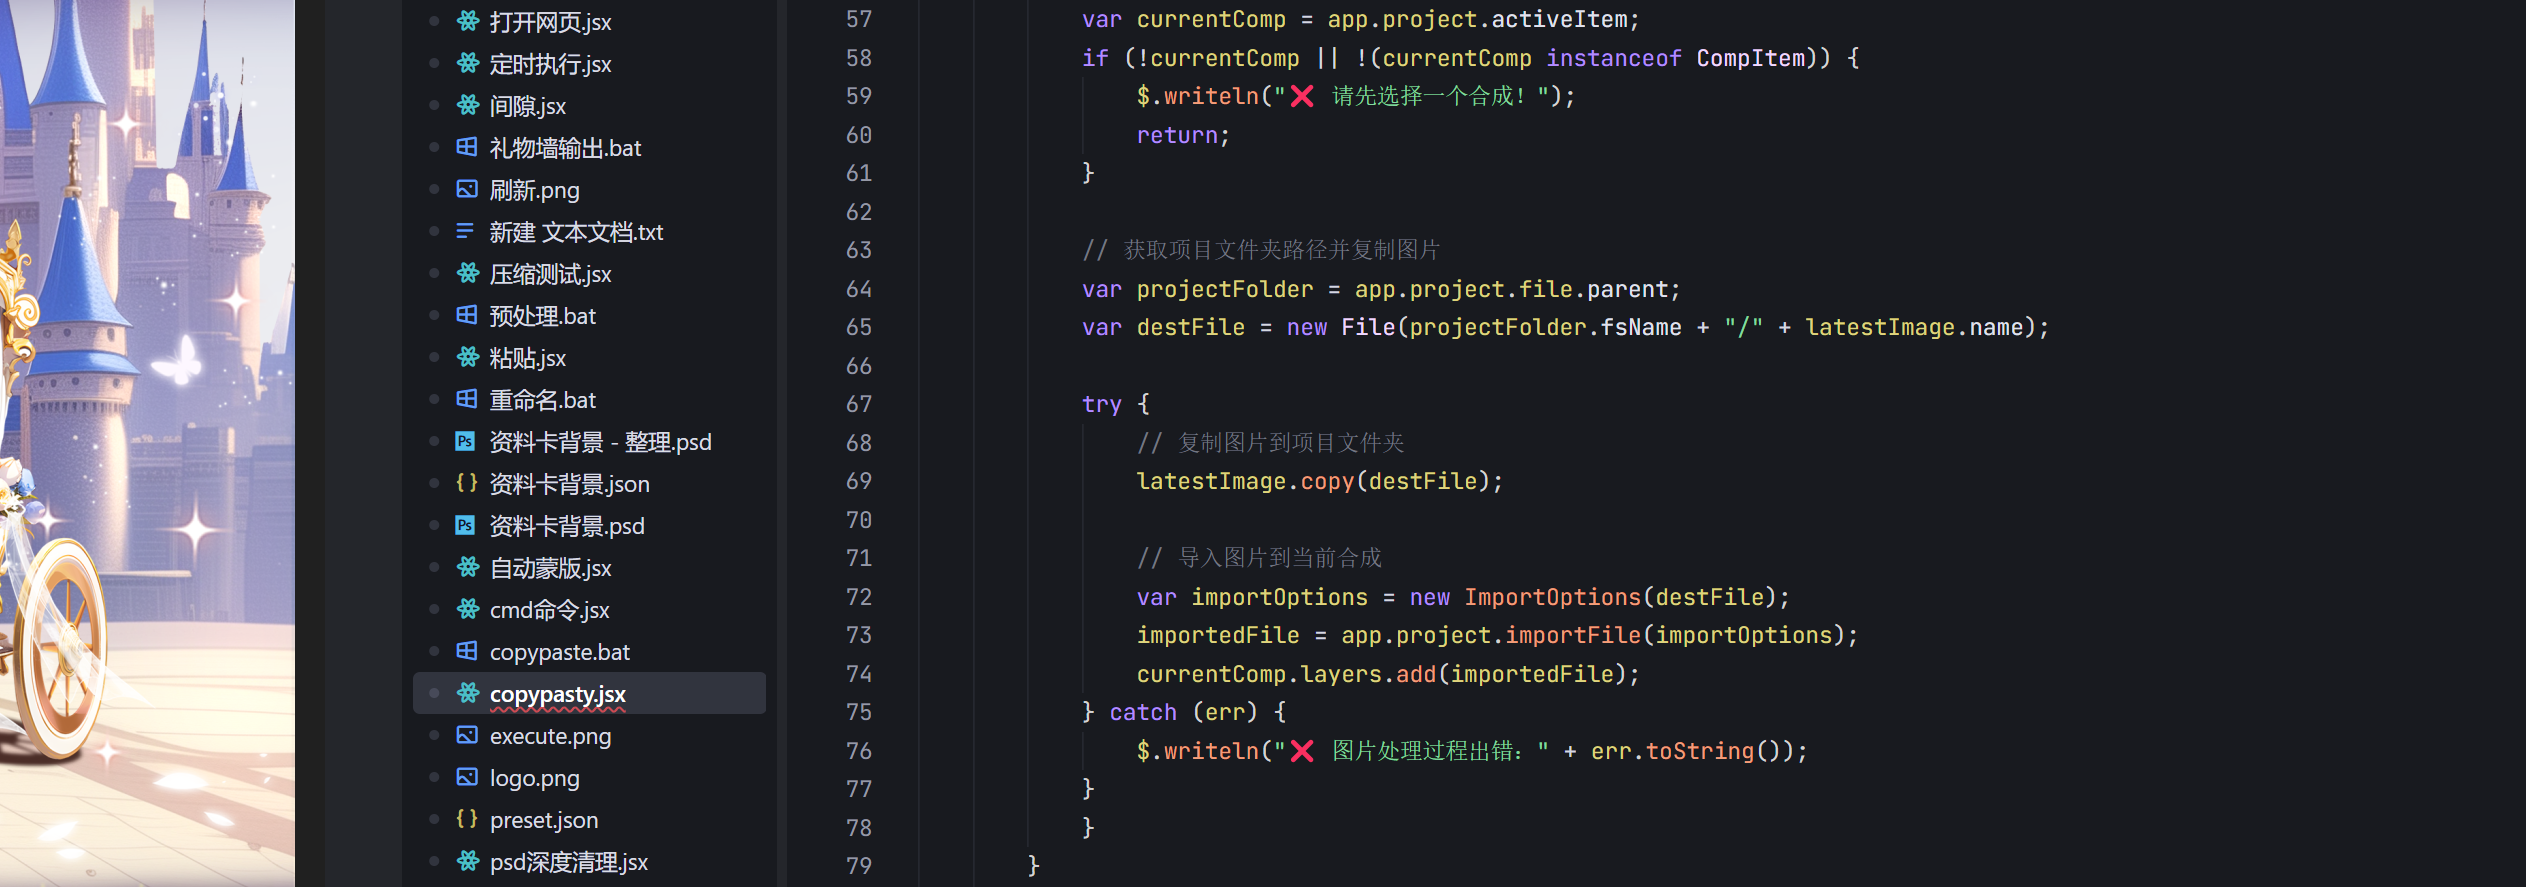 打开网页.jsx
定时执行.jsx
间隙.jsx
礼物墙输出.bat
刷新.png
新建 文本文档.txt
压缩测试.jsx
预处理.bat
粘贴.jsx
重命名.bat
Ps 资料卡背景 - 整理.psd
{} 资料卡背景.json
Ps 资料卡背景.psd
自动蒙版.jsx
cmd命令.jsx
copypaste.bat
copypasty.jsx
execute.png
logo.png
{} preset.json
psd深度清理.jsx
57 var currentComp = app.project.activeItem;
58 if (!currentComp || !(currentComp instanceof CompItem)) {
59 $.writeln("❌ 请先选择一个合成！");
60 return;
61 }
62
63 // 获取项目文件夹路径并复制图片
64 var projectFolder = app.project.file.parent;
65 var destFile = new File(projectFolder.fsName + "/" + latestImage.name);
66
67 try {
68 // 复制图片到项目文件夹
69 latestImage.copy(destFile);
70
71 // 导入图片到当前合成
72 var importOptions = new ImportOptions(destFile);
73 importedFile = app.project.importFile(importOptions);
74 currentComp.layers.add(importedFile);
75 } catch (err) {
76 $.writeln("❌ 图片处理过程出错：" + err.toString());
77 }
78 }
79 }